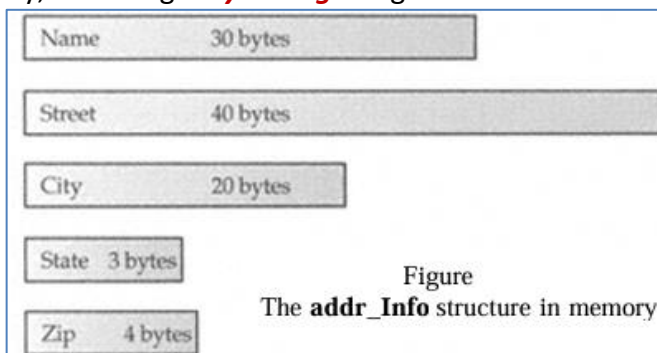 Name 30 bytes
Street 40 bytes
City 20 bytes
State 3 bytes
Zip 4 bytes
Figure
The addr_Info structure in memory